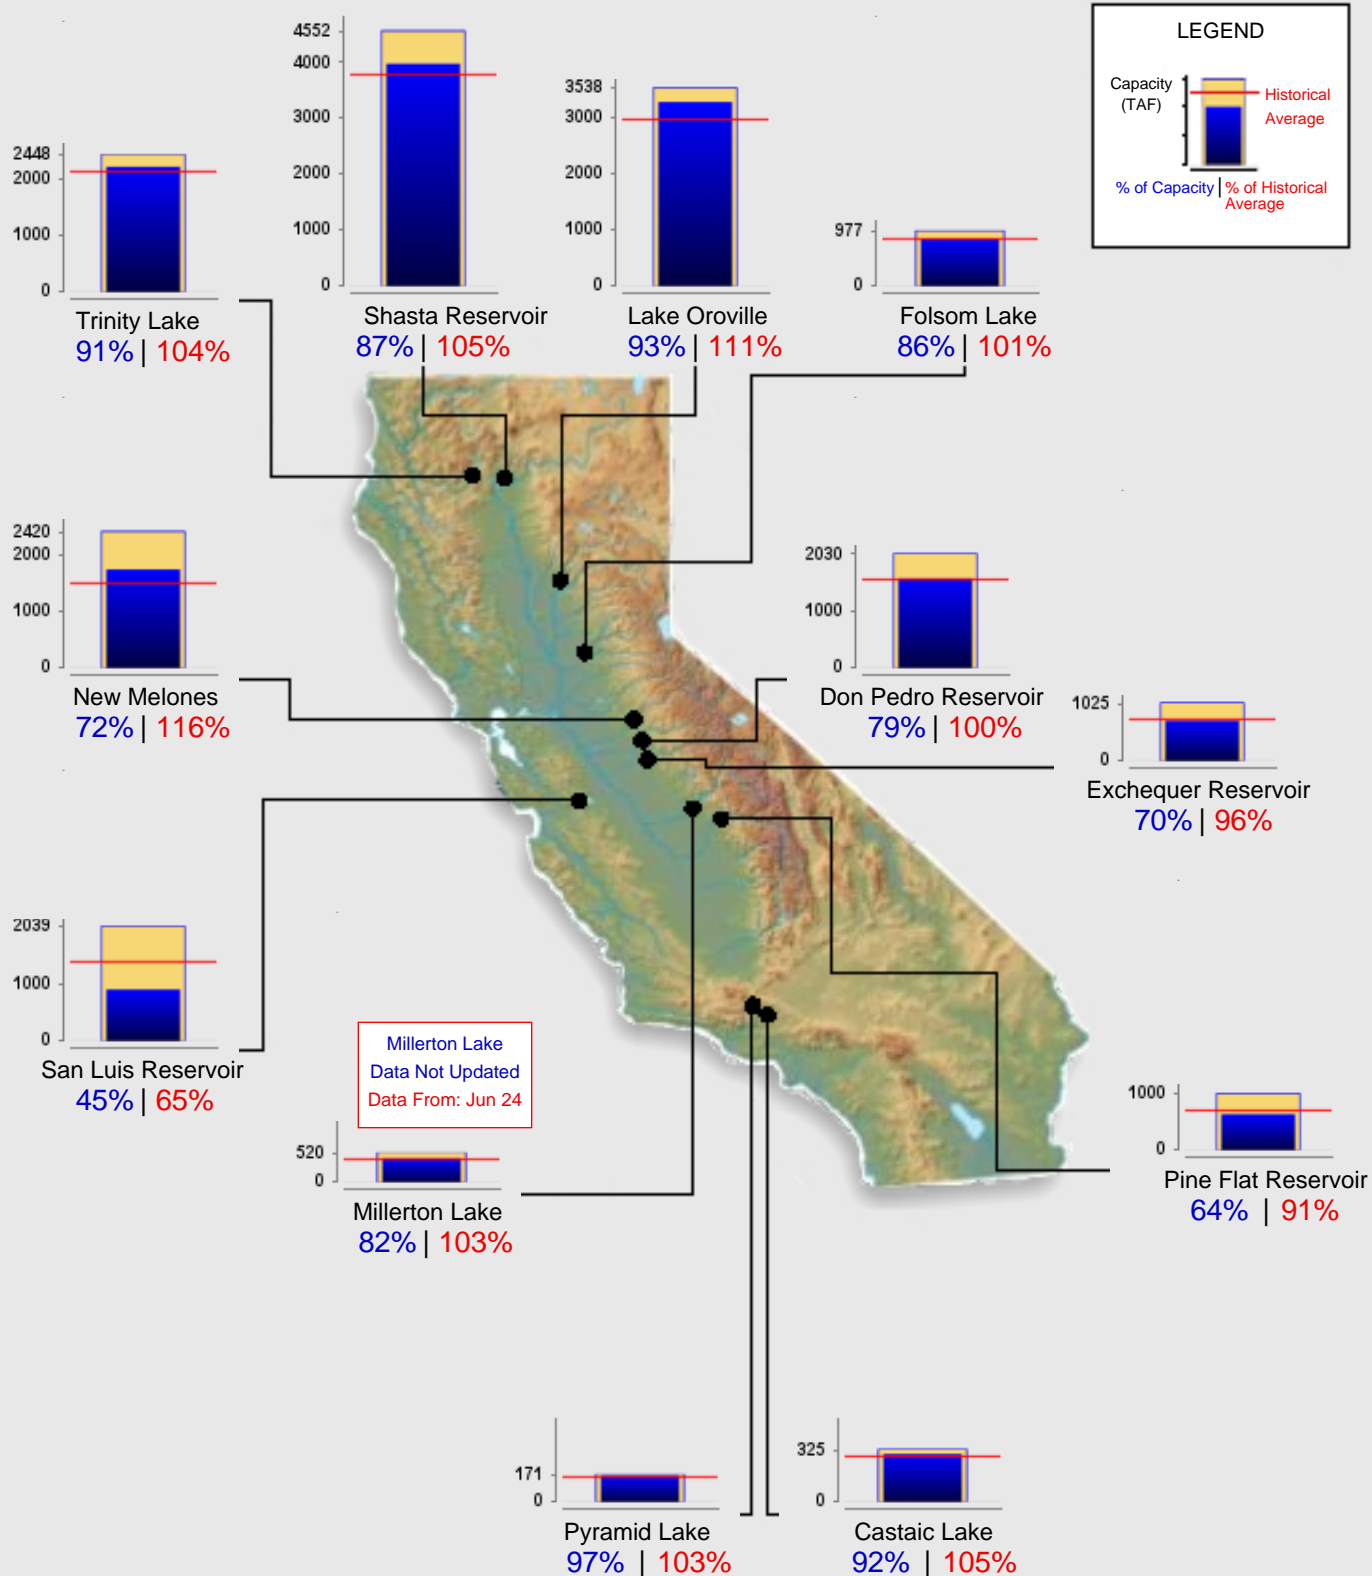 LEGEND
Capacity
(TAF)
Historical
Average
% of Capacity | % of Historical
Average
4552
4000
3000
2000
1000
0
Shasta Reservoir
87% | 105%
3538
3000
2000
1000
0
Lake Oroville
93% | 111%
977
0
Folsom Lake
86% | 101%
2448
2000
1000
0
Trinity Lake
91% | 104%
2420
2000
1000
0
New Melones
72% | 116%
2030
1000
0
Don Pedro Reservoir
79% | 100%
1025
0
Exchequer Reservoir
70% | 96%
2039
1000
0
San Luis Reservoir
45% | 65%
Millerton Lake
Data Not Updated
Data From: Jun 24
520
0
Millerton Lake
82% | 103%
1000
0
Pine Flat Reservoir
64% | 91%
171
0
Pyramid Lake
97% | 103%
325
0
Castaic Lake
92% | 105%